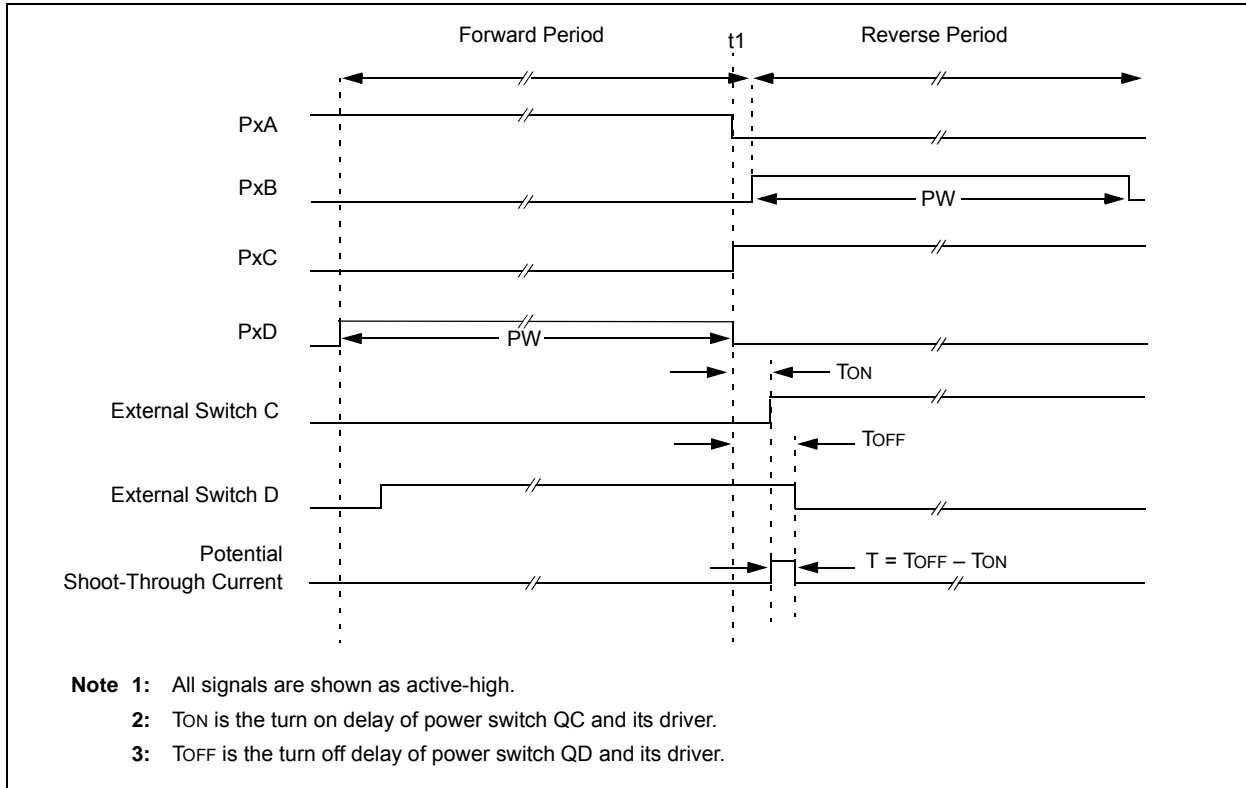 Forward Period
t1
Reverse Period
PxA
PxB
PW
PxC
PxD
PW
TON
External Switch C
TOFF
External Switch D
Potential
Shoot-Through Current
T = TOFF – TON
Note 1: All signals are shown as active-high.
2: TON is the turn on delay of power switch QC and its driver.
3: TOFF is the turn off delay of power switch QD and its driver.